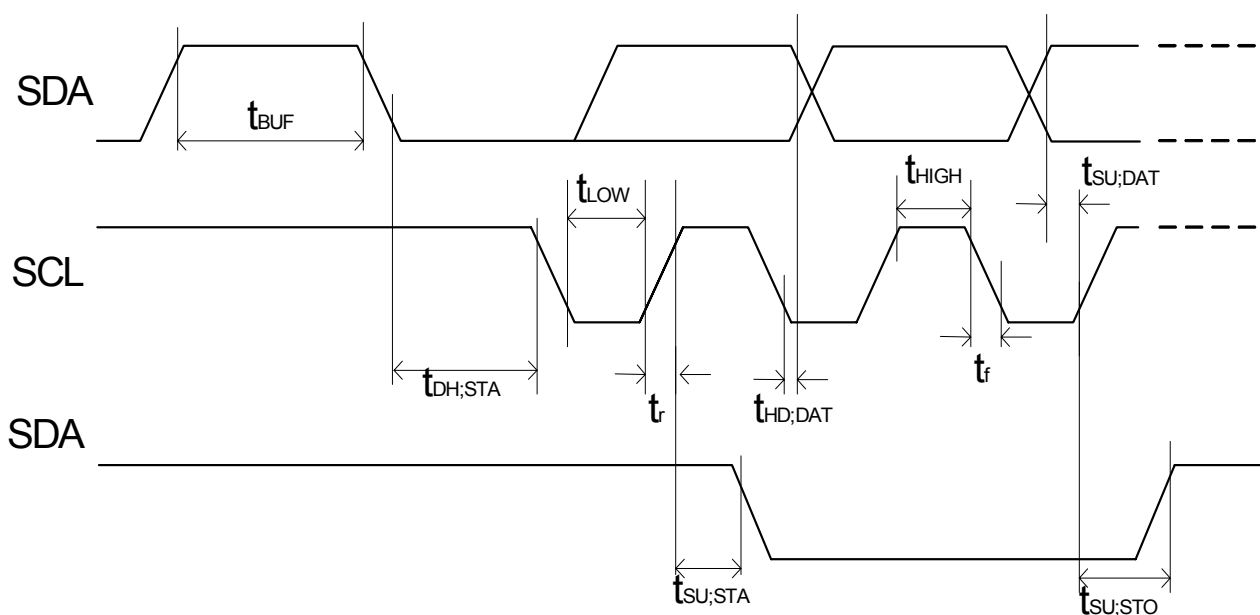 SDA
tBUF
tLOW
tHIGH
tSU;DAT
SCL
tDH;STA
tr
tHD;DAT
tf
SDA
tSU;STA
tSU;STO